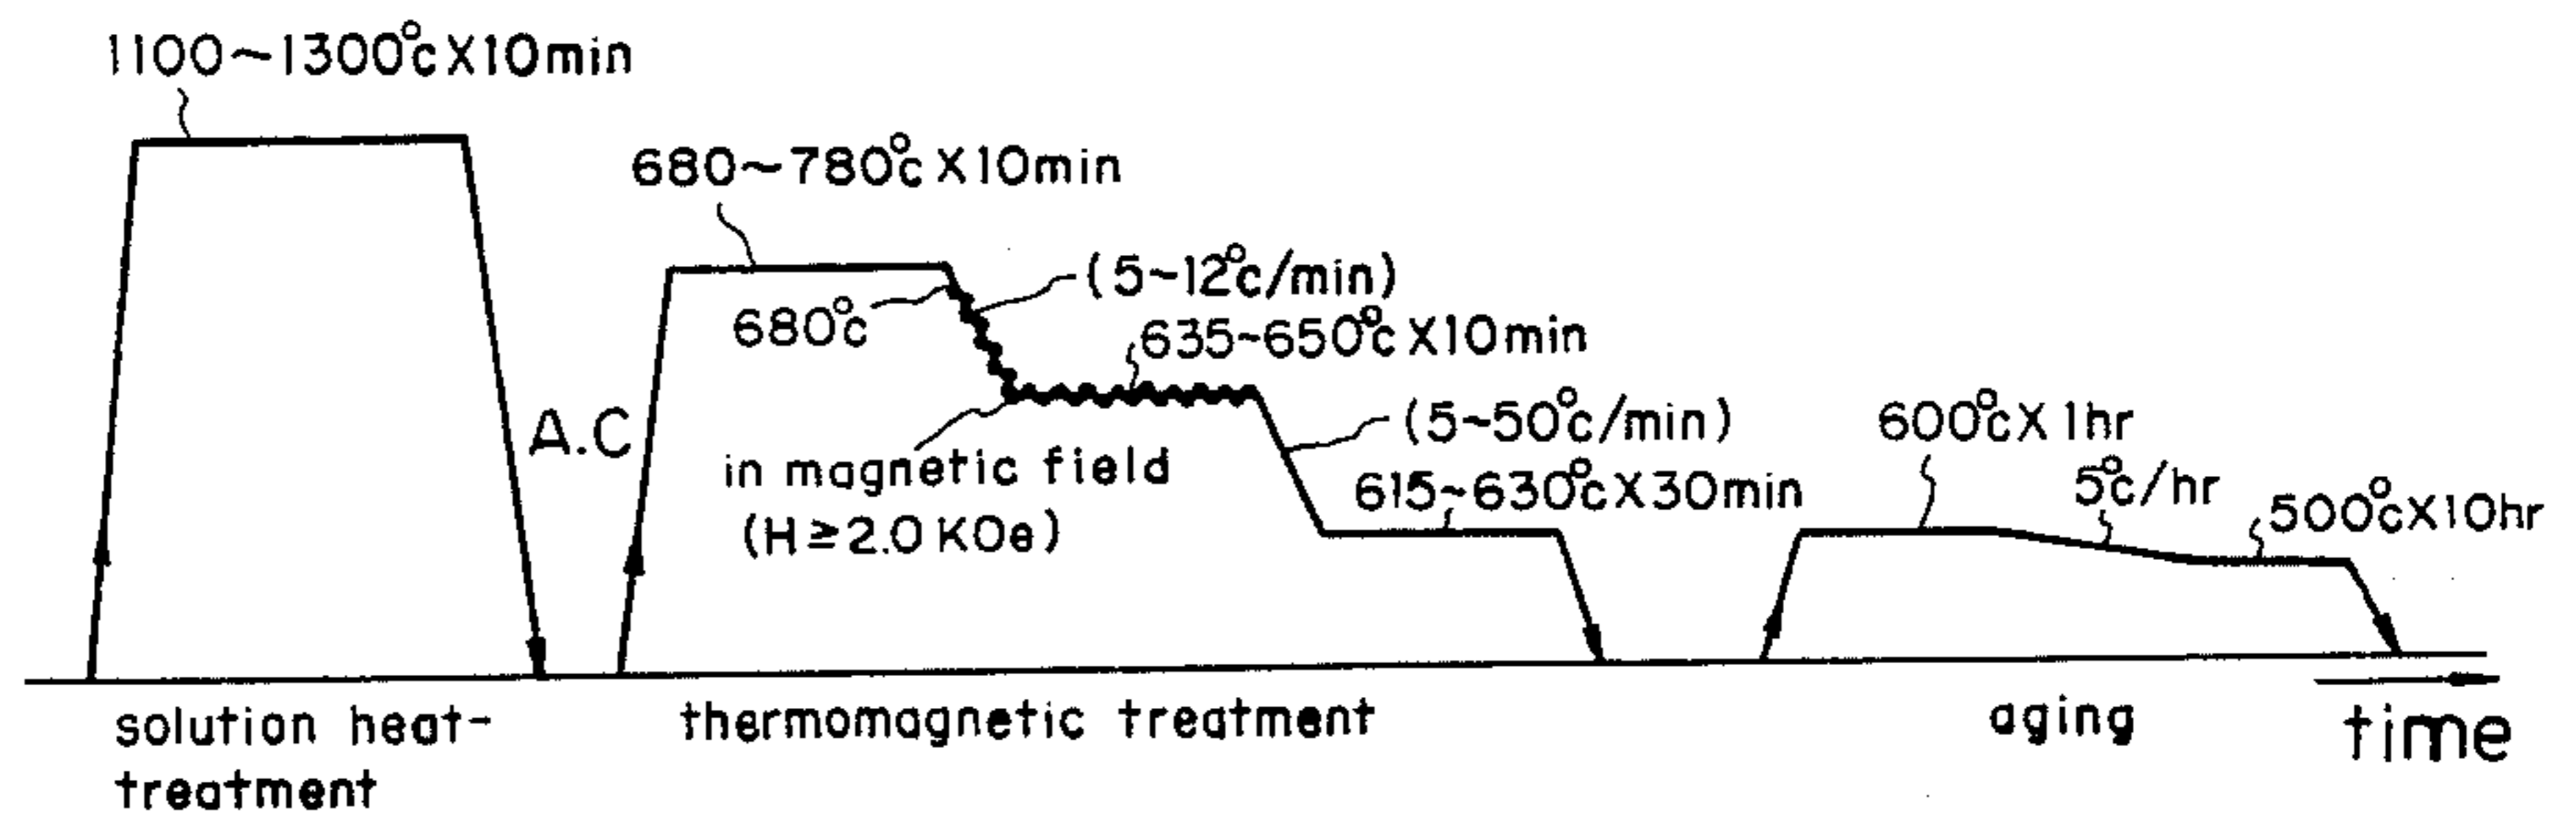 1100~1300°C X10min
680~780°C X10min
(5~12°C/min)
680°C
635~650°C X10min
A.C
(5~50°C/min)
600°C X 1hr
in magnetic field
615~630°C X30min
5°C/hr
500°C X10hr
(H≥2.0 KOe)
solution heat-
treatment
thermomagnetic treatment
aging
time